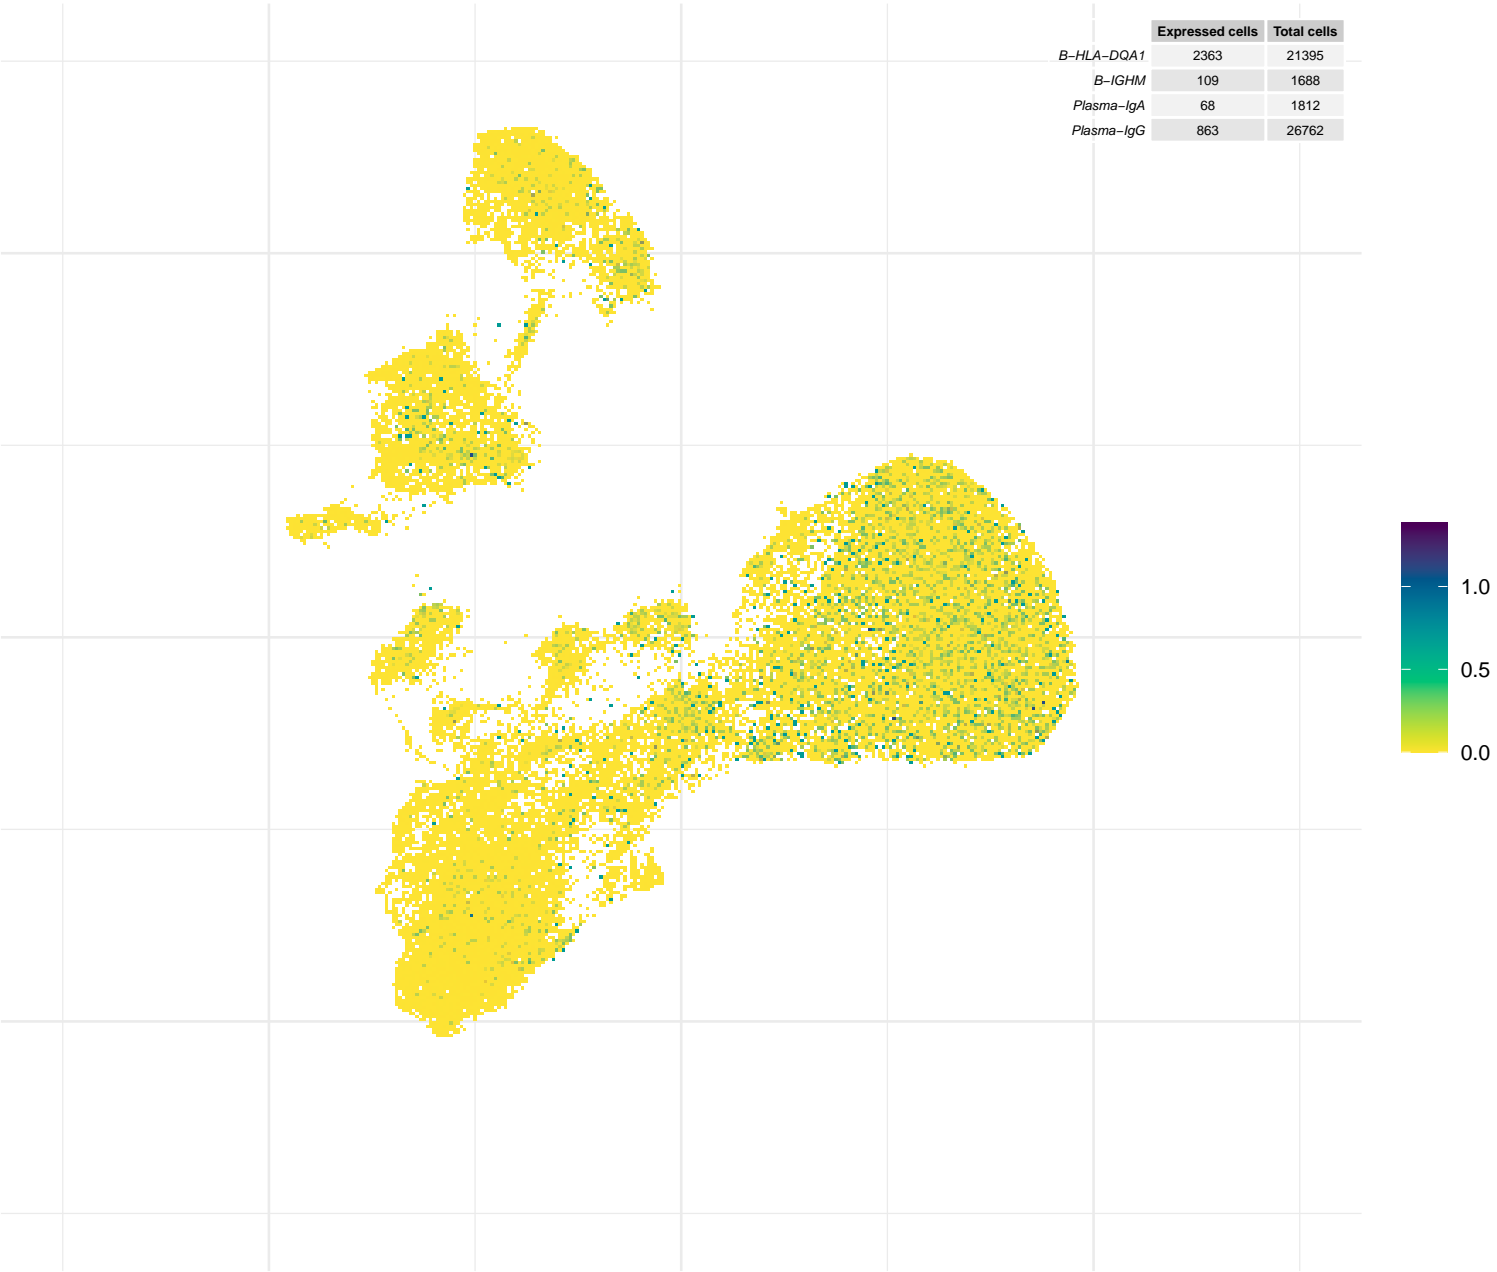 Expressed cells Total cells
B−HLA−DQA1 2363 21395
B−IGHM 109 1688
Plasma−IgA 68 1812
Plasma−IgG 863 26762
1.0
0.5
0.0